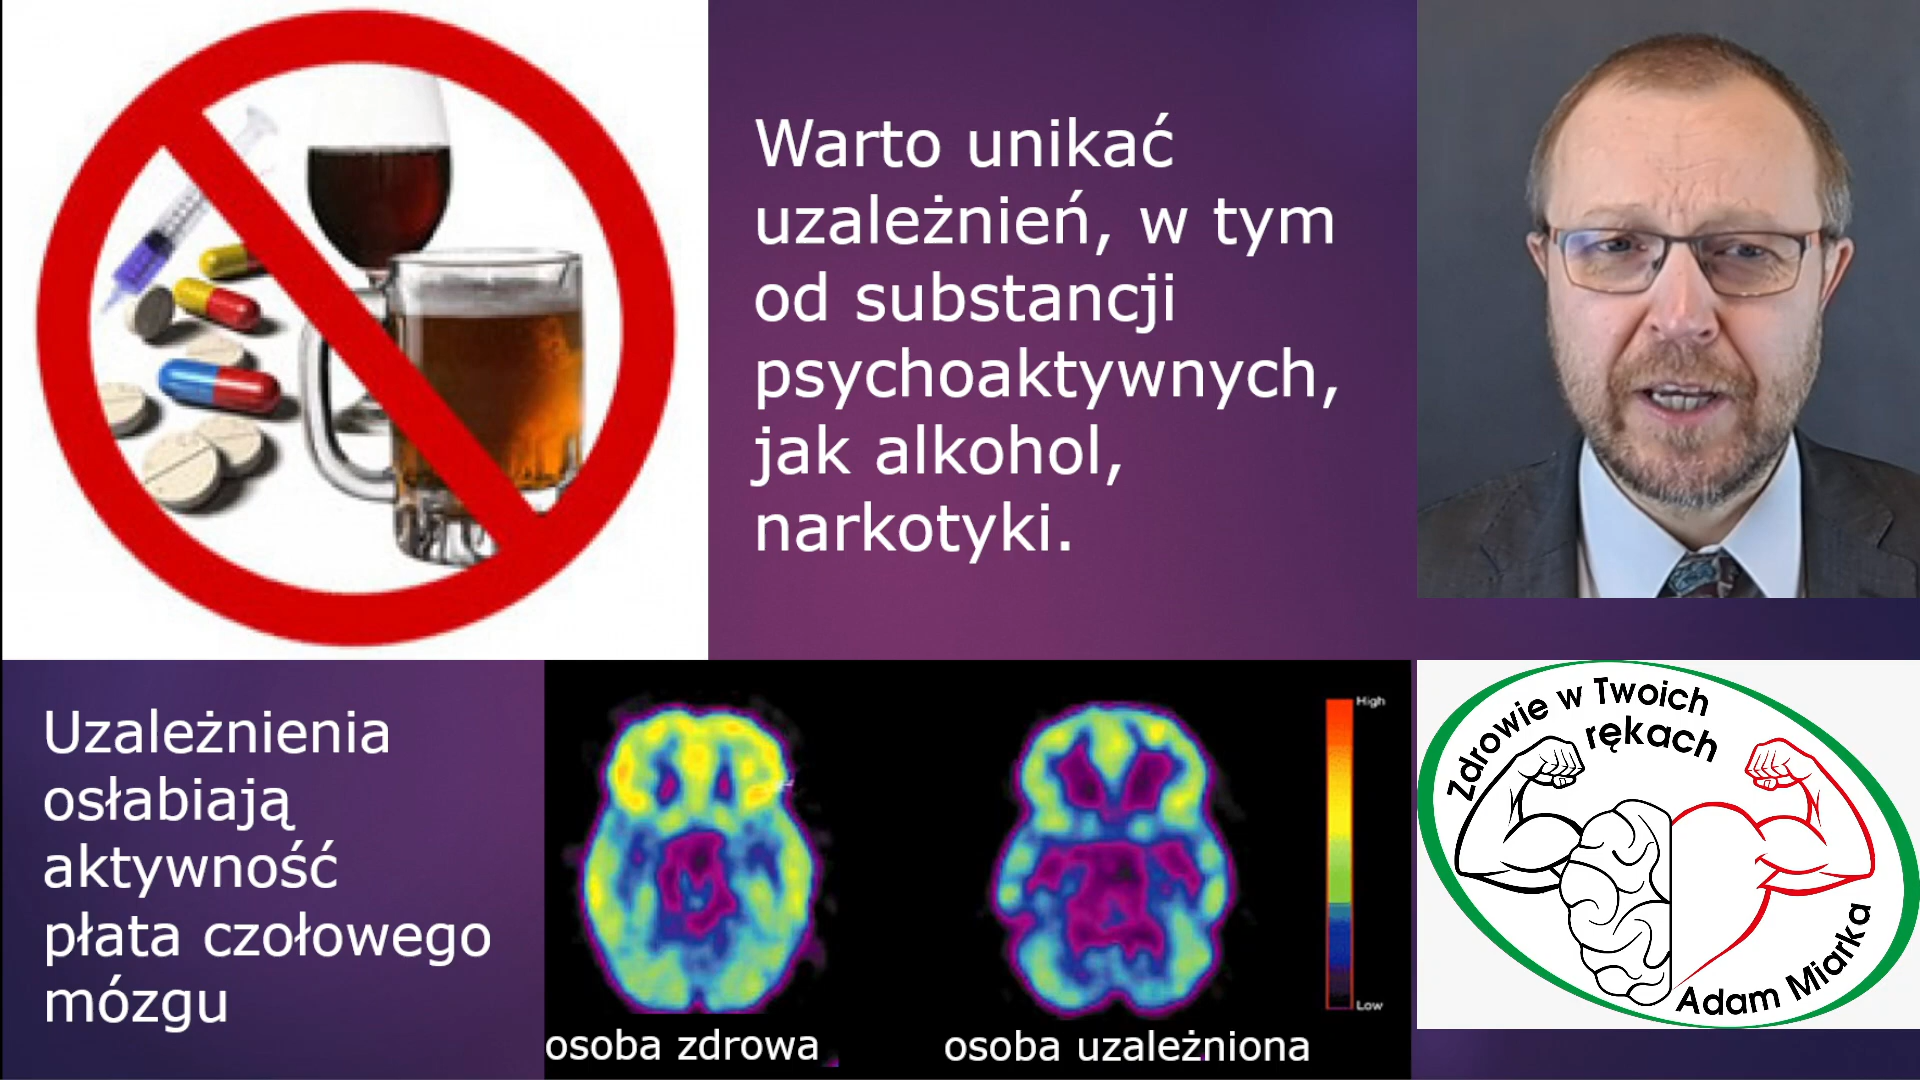 Warto unikać
uzależnień, w tym
od substancji
psychoaktywnych,
jak alkohol,
narkotyki.
Uzależnienia
osłabiają
aktywność
płata czołowego
mózgu
High
Low
osoba zdrowa
osoba uzależniona
Zdrowie w Twoich
rękach
Adam Miarka